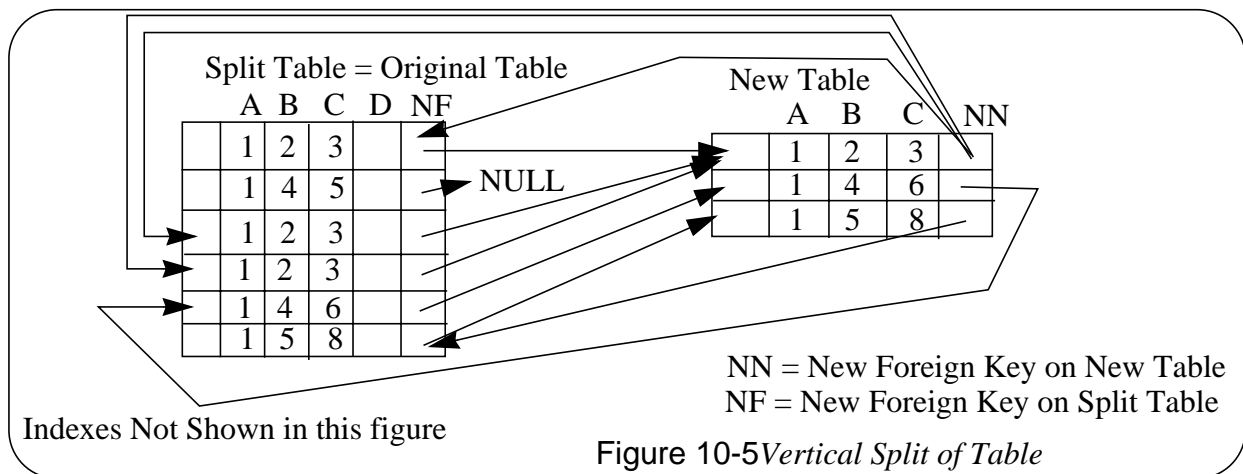 Split Table = Original Table
A B C D NF
1 2 3
1 4 5
NULL
1 2 3
1 2 3
1 4 6
1 5 8
New Table
A B C NN
1 2 3
1 4 6
1 5 8
NN = New Foreign Key on New Table
NF = New Foreign Key on Split Table
Indexes Not Shown in this figure
Figure 10-5Vertical Split of Table